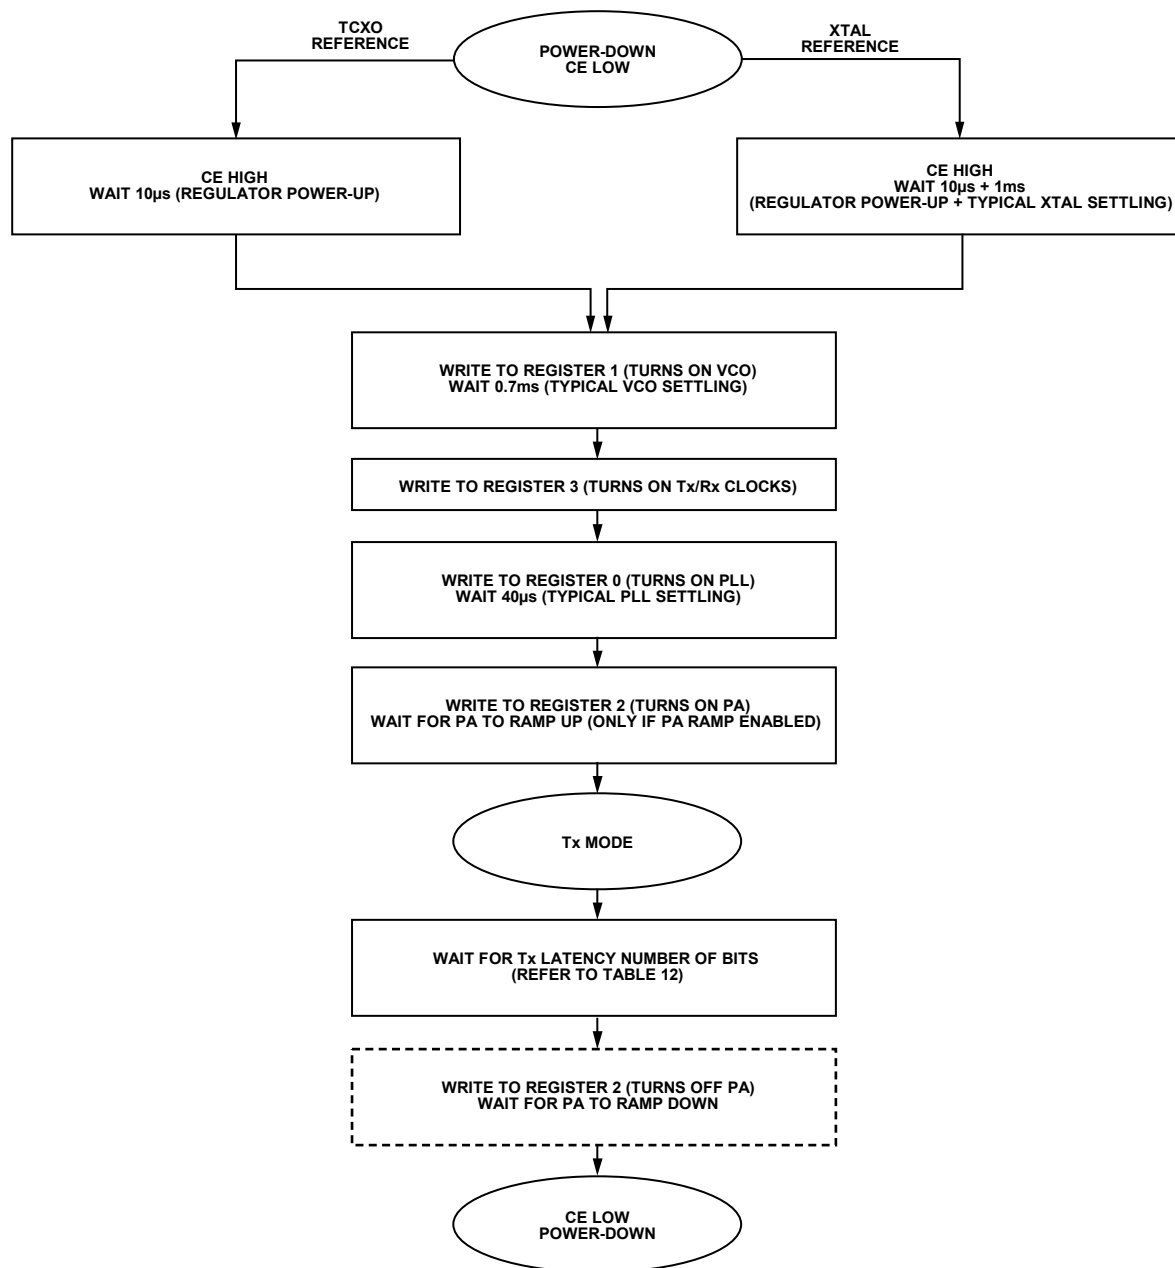 TCXO
REFERENCE
POWER-DOWN
CE LOW
XTAL
REFERENCE
CE HIGH
WAIT 10µs (REGULATOR POWER-UP)
CE HIGH
WAIT 10µs + 1ms
(REGULATOR POWER-UP + TYPICAL XTAL SETTLING)
WRITE TO REGISTER 1 (TURNS ON VCO)
WAIT 0.7ms (TYPICAL VCO SETTLING)
WRITE TO REGISTER 3 (TURNS ON Tx/Rx CLOCKS)
WRITE TO REGISTER 0 (TURNS ON PLL)
WAIT 40µs (TYPICAL PLL SETTLING)
WRITE TO REGISTER 2 (TURNS ON PA)
WAIT FOR PA TO RAMP UP (ONLY IF PA RAMP ENABLED)
Tx MODE
WAIT FOR Tx LATENCY NUMBER OF BITS
(REFER TO TABLE 12)
WRITE TO REGISTER 2 (TURNS OFF PA)
WAIT FOR PA TO RAMP DOWN
CE LOW
POWER-DOWN